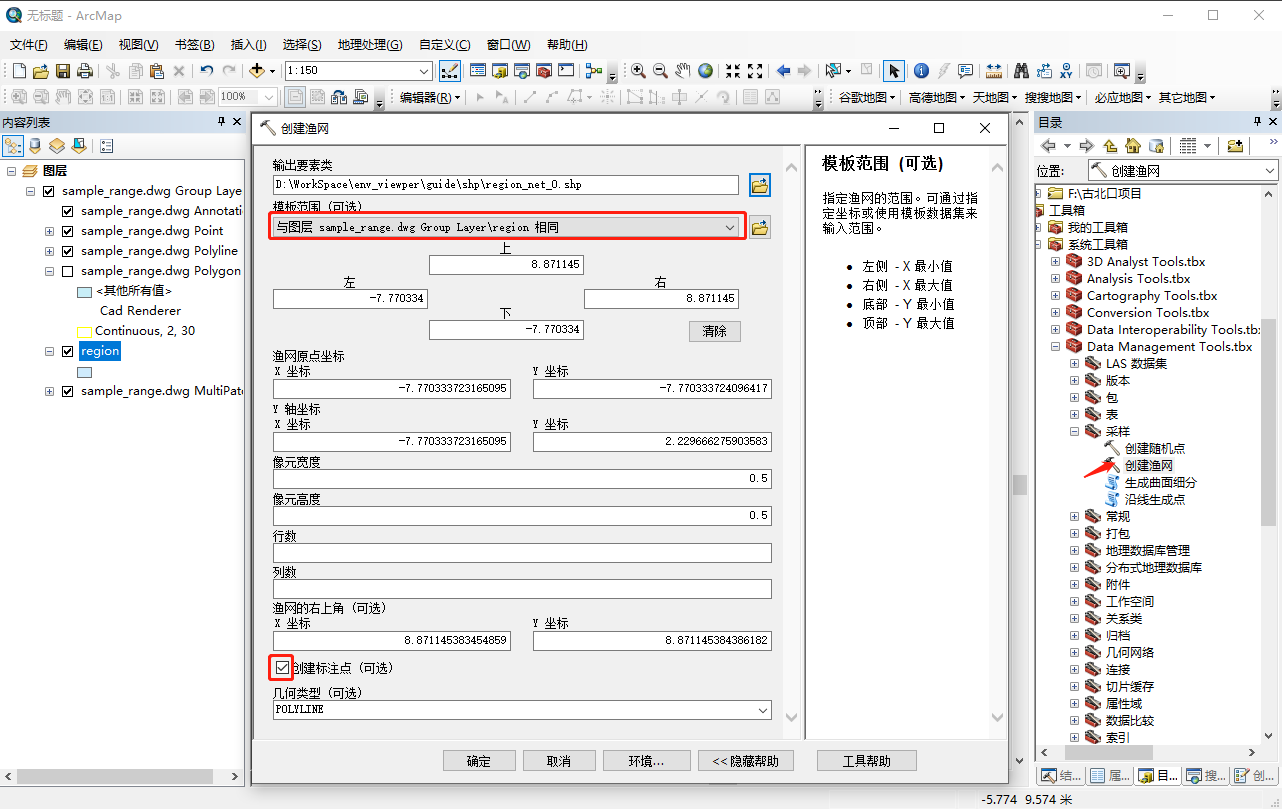 无标题 - ArcMap
文件(F) 编辑(E) 视图(V) 书签(B) 插入(I) 选择(S) 地理处理(G) 自定义(C) 窗口(W) 帮助(H)
1:150
100%
编辑器(R)
谷歌地图 高德地图 天地图 搜搜地图 必应地图 其它地图
内容列表
图层
sample_range.dwg Group Laye
sample_range.dwg Annotati
sample_range.dwg Point
sample_range.dwg Polyline
sample_range.dwg Polygon
<其他所有值>
Cad Renderer
Continuous, 2, 30
region
sample_range.dwg MultiPat
创建渔网
输出要素类
D:\WorkSpace\env_viewper\guide\shp\region_net_0.shp
模板范围（可选）
与图层 sample_range.dwg Group Layer\region 相同
上
8.871145
左
右
-7.770334
8.871145
下
-7.770334
清除
渔网原点坐标
X 坐标
Y 坐标
-7.770333723165095
-7.770333724096417
Y 轴坐标
X 坐标
Y 坐标
-7.770333723165095
2.229666275903583
像元宽度
0.5
像元高度
0.5
行数
列数
渔网的右上角（可选）
X 坐标
Y 坐标
8.871145383454859
8.871145384386182
创建标注点（可选）
几何类型（可选）
POLYLINE
确定
取消
环境...
<< 隐藏帮助
工具帮助
模板范围（可选）
指定渔网的范围。可通过指
定坐标或使用模板数据集来
输入范围。
• 左侧 - X 最小值
• 右侧 - X 最大值
• 底部 - Y 最小值
• 顶部 - Y 最大值
目录
位置:
创建渔网
F:\古北口项目
工具箱
我的工具箱
系统工具箱
3D Analyst Tools.tbx
Analysis Tools.tbx
Cartography Tools.tbx
Conversion Tools.tbx
Data Interoperability Tools.tb
Data Management Tools.tbx
LAS 数据集
版本
包
表
采样
创建随机点
创建渔网
生成曲面细分
沿线生成点
常规
打包
地理数据库管理
分布式地理数据库
附件
工作空间
关系类
归档
几何网络
连接
切片缓存
属性域
数据比较
索引
结... 属... 目... 搜... 创...
-5.774 9.574 米